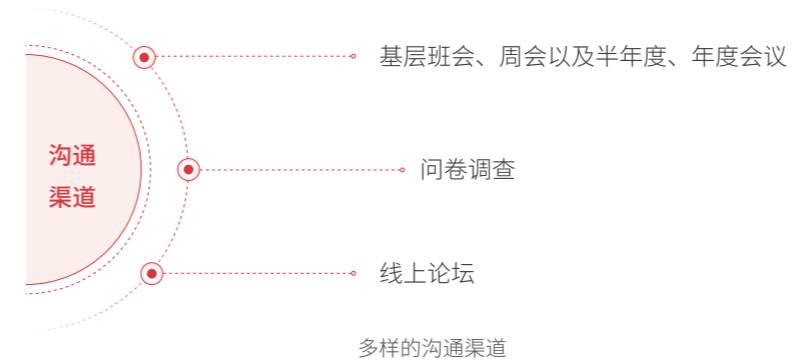 沟通
渠道
基层班会、周会以及半年度、年度会议
问卷调查
线上论坛
多样的沟通渠道